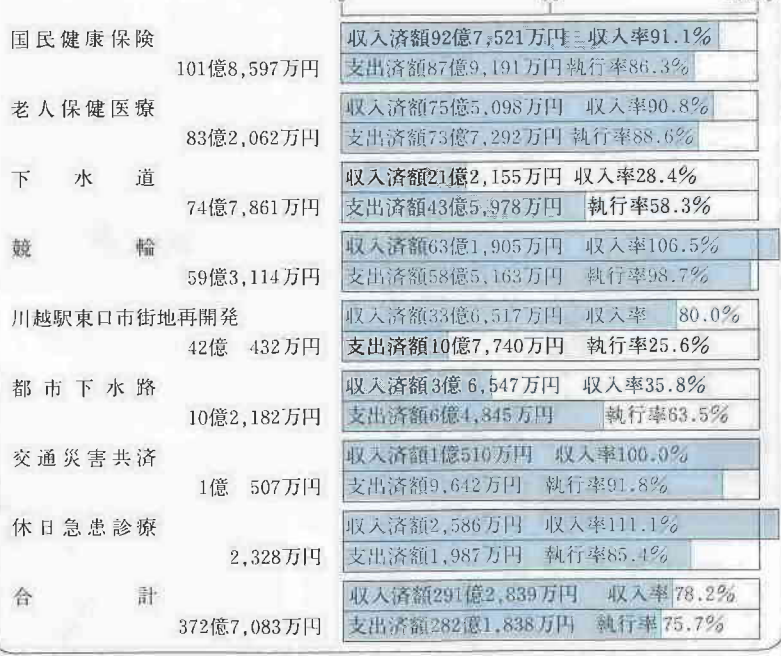 国民健康保険 収入済額92億7,521万円 収入率91.1%
101億8,597万円 支出済額87億9,191万円 執行率86.3%
老人保健医療 収入済額75億5,098万円 収入率90.8%
83億2,062万円 支出済額73億7,292万円 執行率88.6%
下水道 収入済額21億2,155万円 収入率28.4%
74億7,861万円 支出済額43億5,978万円 執行率58.3%
競輪 収入済額63億1,905万円 収入率106.5%
59億3,114万円 支出済額58億5,163万円 執行率98.7%
川越駅東口市街地再開発 収入済額33億6,517万円 収入率 80.0%
42億 432万円 支出済額10億7,740万円 執行率25.6%
都市下水路 収入済額3億6,547万円 収入率35.8%
10億2,182万円 支出済額6億4,845万円 執行率63.5%
交通災害共済 収入済額1億510万円 収入率100.0%
1億 507万円 支出済額9,642万円 執行率91.8%
休日急患診療 収入済額2,586万円 収入率111.1%
2,328万円 支出済額1,987万円 執行率85.4%
合計 収入済額291億2,839万円 収入率78.2%
372億7,083万円 支出済額282億1,838万円 執行率75.7%